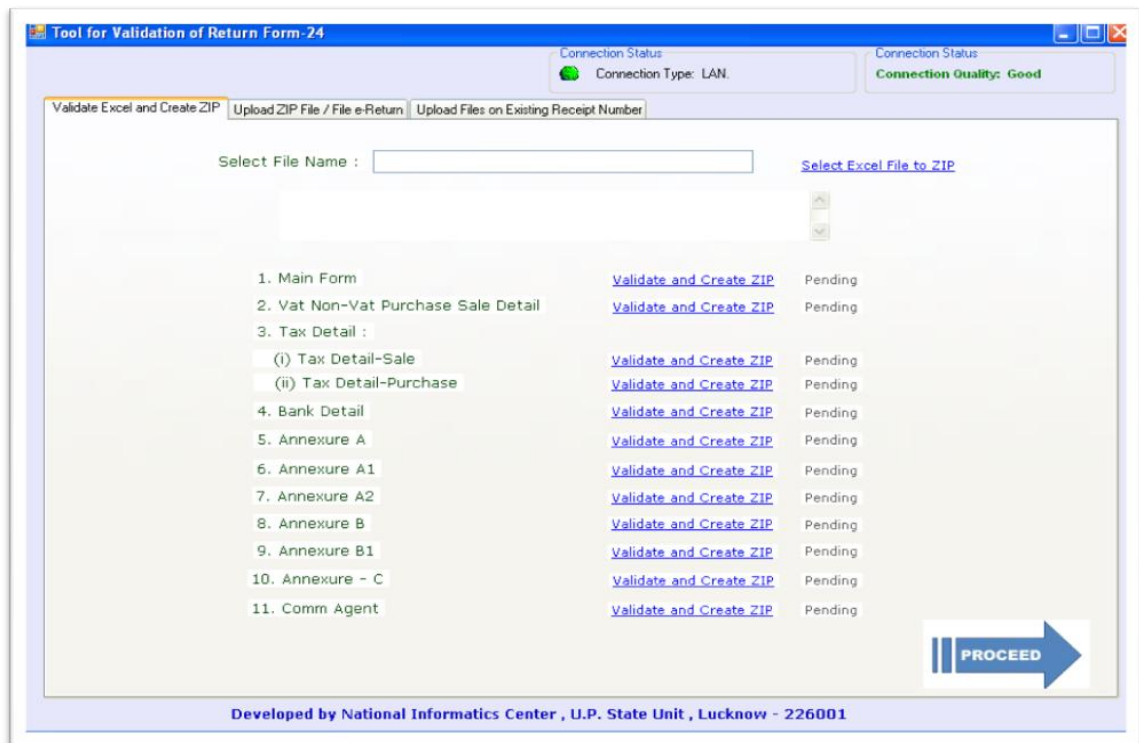 Tool for Validation of Return Form-24
Connection Status
Connection Type: LAN.
Connection Status
Connection Quality: Good
Validate Excel and Create ZIP
Upload ZIP File / File e-Return
Upload Files on Existing Receipt Number
Select File Name :
Select Excel File to ZIP
1. Main Form Validate and Create ZIP Pending
2. Vat Non-Vat Purchase Sale Detail Validate and Create ZIP Pending
3. Tax Detail :
(i) Tax Detail-Sale Validate and Create ZIP Pending
(ii) Tax Detail-Purchase Validate and Create ZIP Pending
4. Bank Detail Validate and Create ZIP Pending
5. Annexure A Validate and Create ZIP Pending
6. Annexure A1 Validate and Create ZIP Pending
7. Annexure A2 Validate and Create ZIP Pending
8. Annexure B Validate and Create ZIP Pending
9. Annexure B1 Validate and Create ZIP Pending
10. Annexure - C Validate and Create ZIP Pending
11. Comm Agent Validate and Create ZIP Pending
PROCEED
Developed by National Informatics Center , U.P. State Unit , Lucknow - 226001